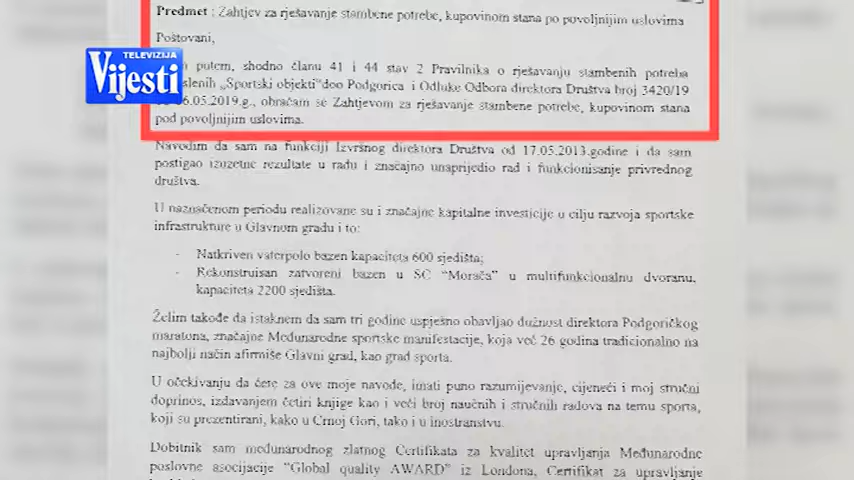 Predmet : Zahtjev za rješavanje stambene potrebe, kupovinom stana po povoljnijim uslovima
Poštovani,
TELEVIZIJA
Vijesti
putem, shodno članu 41 i 44 stav 2 Pravilnika o rješavanju stambenih potreba
„Sportski objekti"doo Podgorica i Odluke Odbora direktora Društva broj 3420/19
obraćam se Zahtjevom za rješavanje stambene potrebe, kupovinom stana
pod povoljnijim uslovima.
Navodim da sam na funkciji Izvršnog direktora Društva od 17.05.2013.godine i da sam
postigao izuzetne rezultate u radu i značajno unaprijedio rad i funkcionisanje privrednog
društva.
U naznačenom periodu realizovane su i značajne kapitalne investicije u cilju razvoja sportske
infrastrukture u Glavnom gradu i to:
- Natkriven vaterpolo bazen kapaciteta 600 sjedišta;
- Rekonstruisan zatvoreni bazen u SC "Morača" u multifunkcionalnu dvoranu,
kapaciteta 2200 sjedišta.
Želim takođe da istaknem da sam tri godine uspješno obavljao dužnost direktora Podgoričkog
maratona, značajne Međunarodne sportske manifestacije, koja već 26 godina tradicionalno na
najbolji način afirmiše Glavni grad, kao grad sporta.
U očekivanju da ćete za ove moje navode, imati puno razumijevanje, cijeneći i moj stručni
doprinos, izdavanjem četiri knjige kao i veći broj naučnih i stručnih radova na temu sporta,
koji su prezentirani, kako u Crnoj Gori, tako i u inostranstvu.
Dobitnik sam međunarodnog zlatnog Certifikata za kvalitet upravljanja Međunarodne
poslovne asocijacije "Global quality AWARD" iz Londona, Certifikat za upravljanje